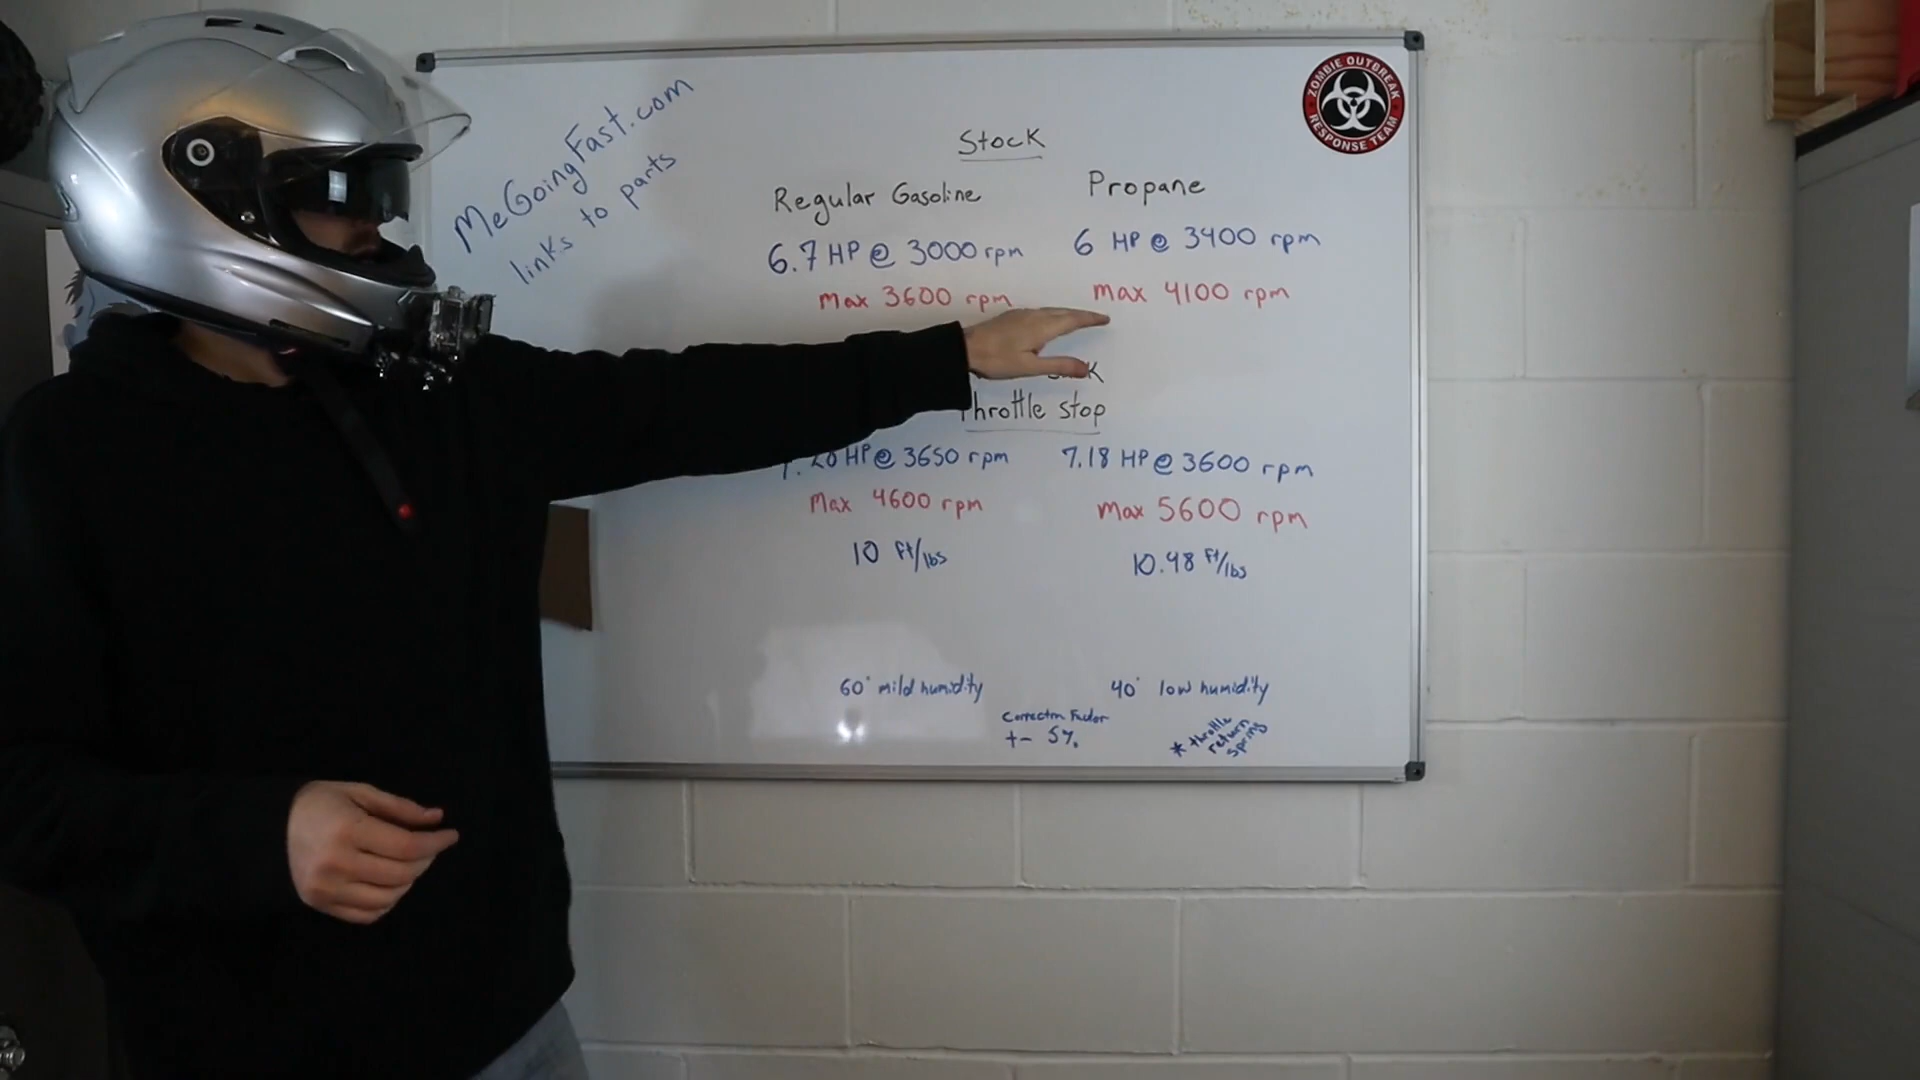 MeGoingFast.com
links to parts
ZOMBIE OUTBREAK
RESPONSE TEAM
Stock
Regular Gasoline
6.7 HP @ 3000 rpm
Max 3600 rpm
Propane
6 HP @ 3400 rpm
max 4100 rpm
throttle stop
HP @ 3650 rpm
Max 4600 rpm
10 ft/lbs
7.18 HP @ 3600 rpm
max 5600 rpm
10.48 ft/lbs
60° mild humidity
40° low humidity
Correction Factor
+- 5%
* throttle
return
spring